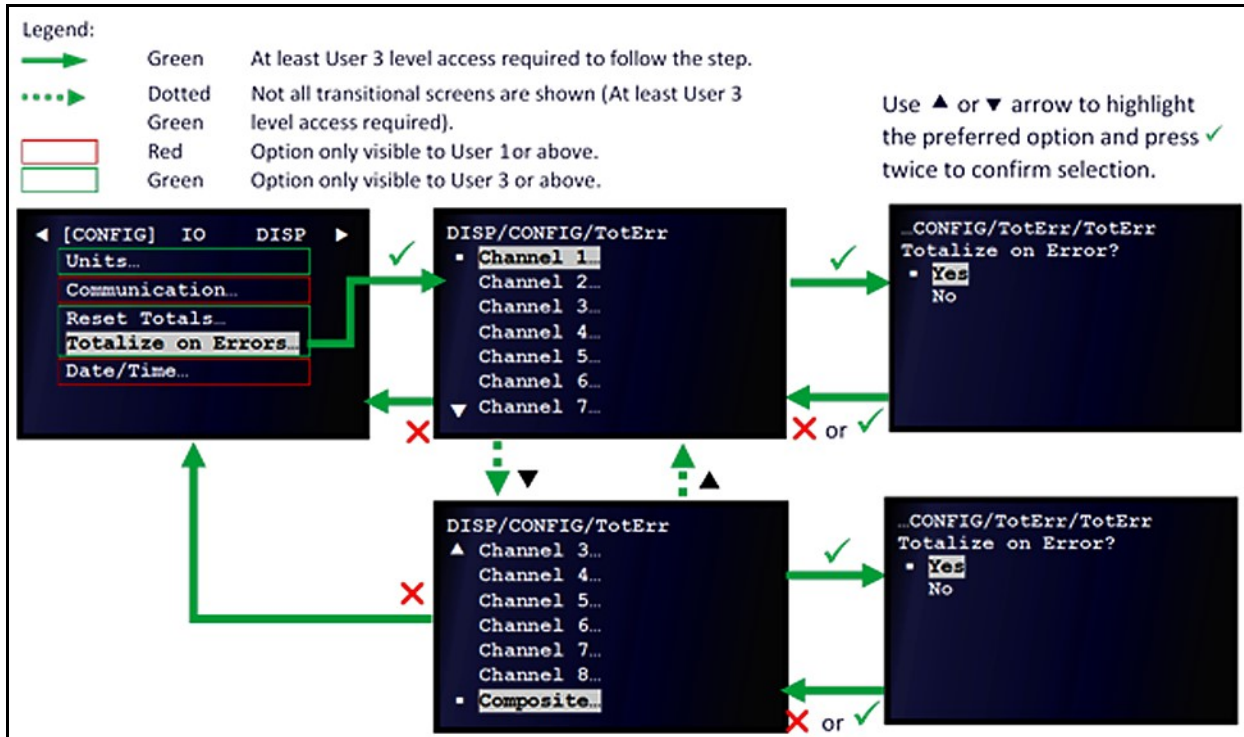 Legend:
Green At least User 3 level access required to follow the step.
Dotted Not all transitional screens are shown (At least User 3
Green level access required).
Red Option only visible to User 1 or above.
Green Option only visible to User 3 or above.
Use ▲ or ▼ arrow to highlight
the preferred option and press ✓
twice to confirm selection.
◀ [CONFIG] IO DISP ▶
Units…
Communication…
Reset Totals…
Totalize on Errors…
Date/Time…
DISP/CONFIG/TotErr
▪ Channel 1…
Channel 2…
Channel 3…
Channel 4…
Channel 5…
Channel 6…
▼ Channel 7…
…CONFIG/TotErr/TotErr
Totalize on Error?
▪ Yes
No
or
DISP/CONFIG/TotErr
▲ Channel 3…
Channel 4…
Channel 5…
Channel 6…
Channel 7…
Channel 8…
▪ Composite…
…CONFIG/TotErr/TotErr
Totalize on Error?
▪ Yes
No
or